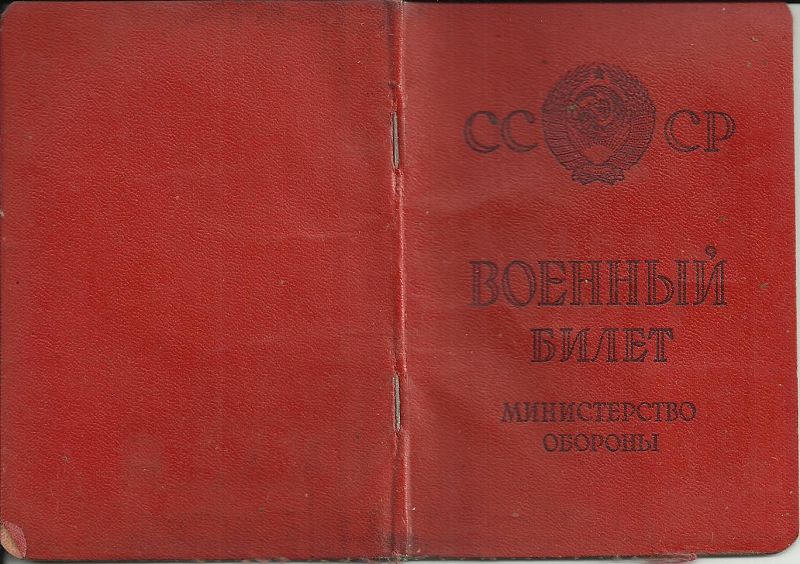 СССР
ВОЕННЫЙ
БИЛЕТ
МИНИСТЕРСТВО
ОБОРОНЫ